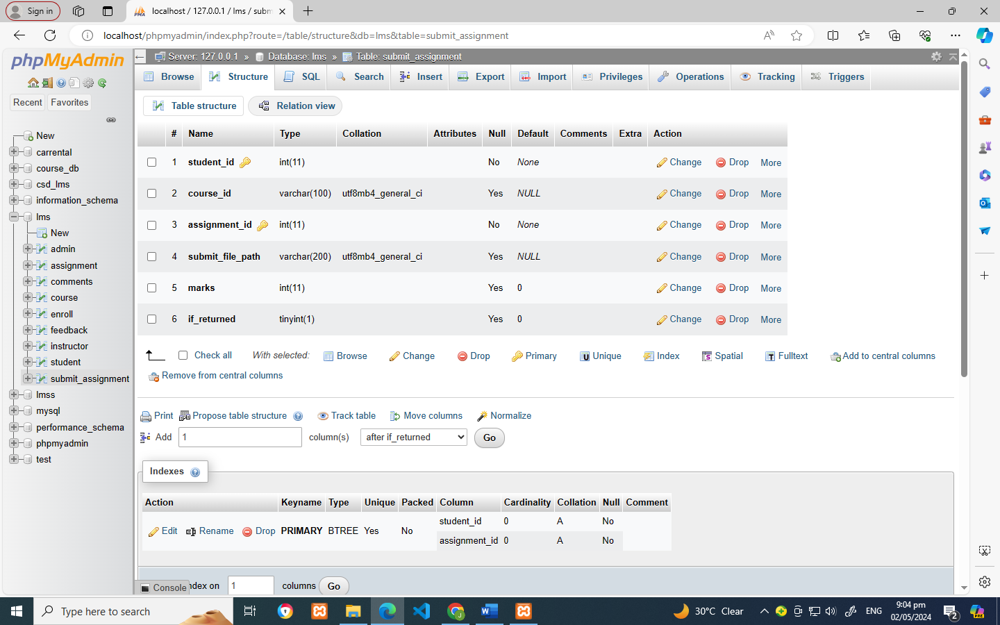 Sign in
localhost / 127.0.0.1 / lms / subm
localhost/phpmyadmin/index.php?route=/table/structure&db=lms&table=submit_assignment
phpMyAdmin
Recent Favorites
New
carrental
course_db
csd_lms
information_schema
lms
New
admin
assignment
comments
course
enroll
feedback
instructor
student
submit_assignment
lmss
mysql
performance_schema
phpmyadmin
test
Server: 127.0.0.1 » Database: lms » Table: submit_assignment
Browse Structure SQL Search Insert Export Import Privileges Operations Tracking Triggers
Table structure Relation view
# Name Type Collation Attributes Null Default Comments Extra Action
1 student_id int(11) No None Change Drop More
2 course_id varchar(100) utf8mb4_general_ci Yes NULL Change Drop More
3 assignment_id int(11) No None Change Drop More
4 submit_file_path varchar(200) utf8mb4_general_ci Yes NULL Change Drop More
5 marks int(11) Yes 0 Change Drop More
6 if_returned tinyint(1) Yes 0 Change Drop More
Check all With selected: Browse Change Drop Primary Unique Index Spatial Fulltext Add to central columns
Remove from central columns
Print Propose table structure Track table Move columns Normalize
Add 1 column(s) after if_returned Go
Indexes
Action Keyname Type Unique Packed Column Cardinality Collation Null Comment
Edit Rename Drop PRIMARY BTREE Yes No student_id 0 A No
assignment_id 0 A No
Console ndex on 1 columns Go
Type here to search
30°C Clear
ENG
9:04 pm
02/05/2024
2